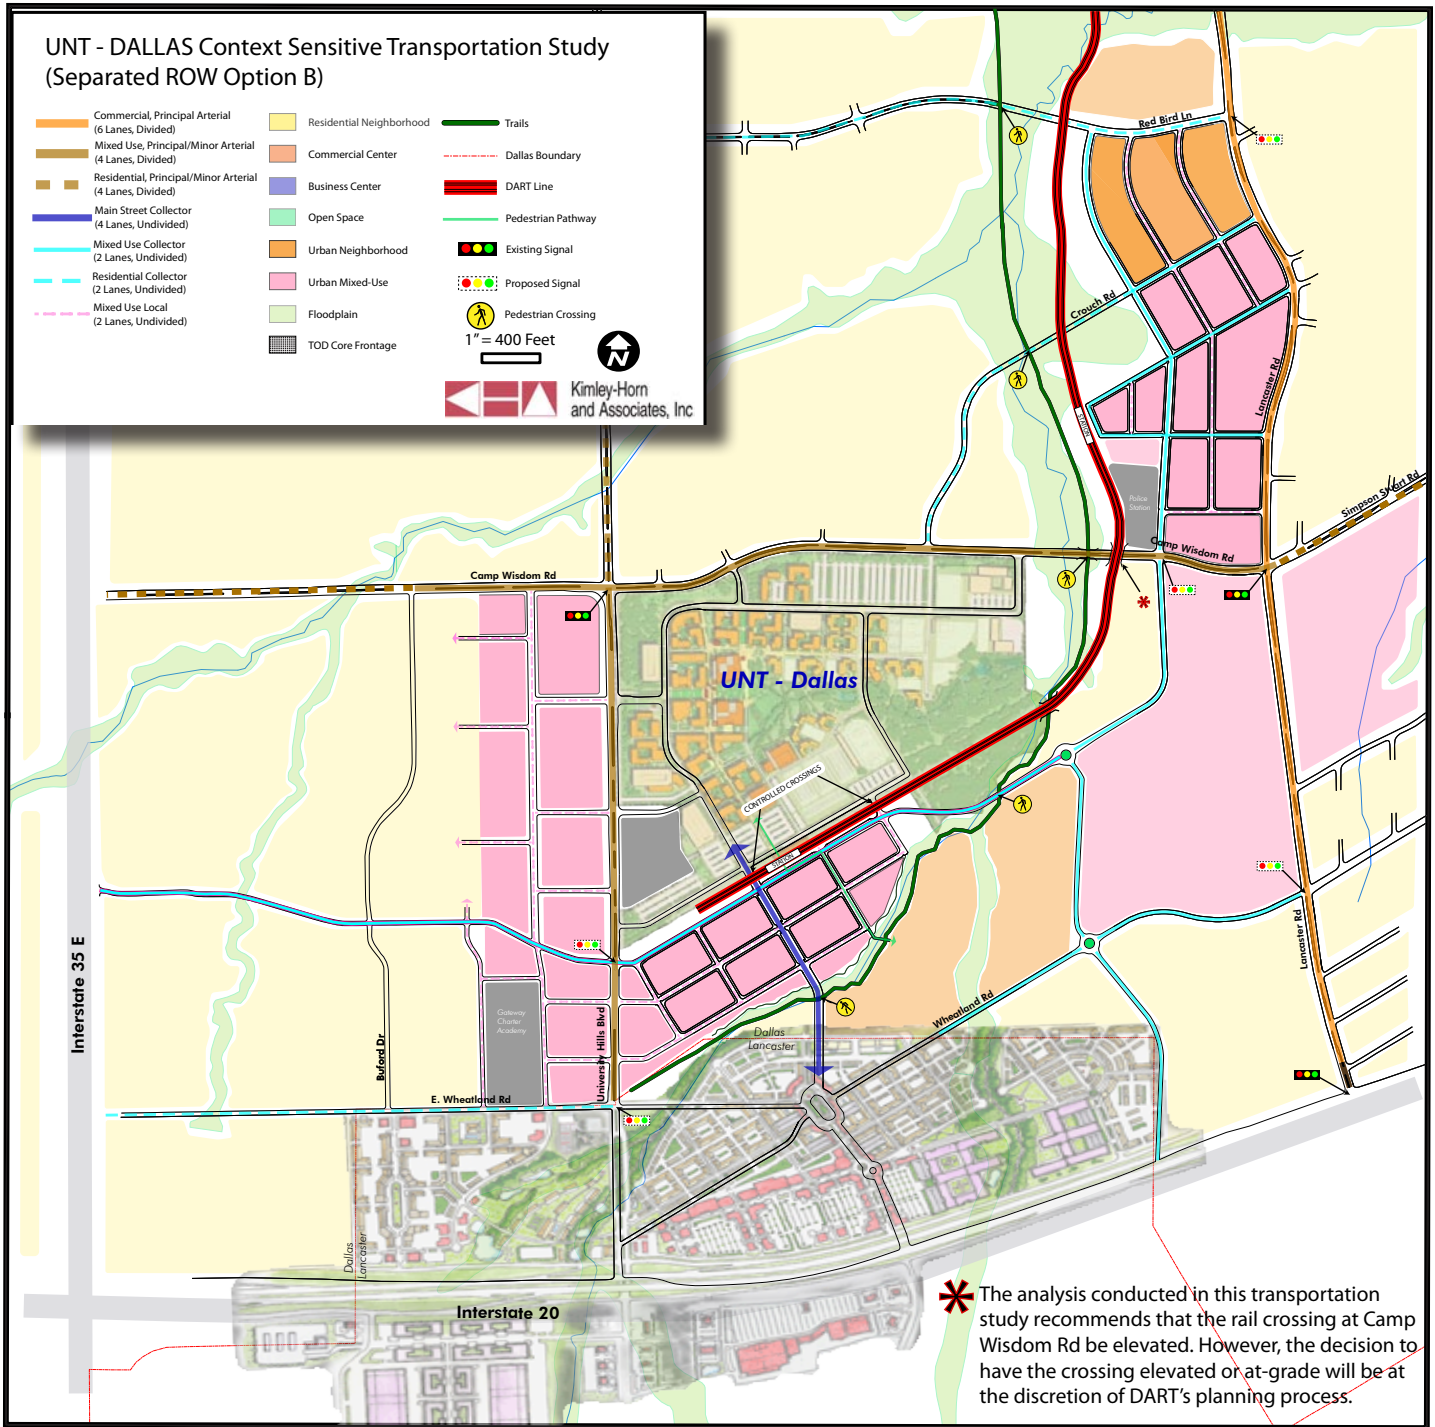 UNT - DALLAS Context Sensitive Transportation Study
(Separated ROW Option B)
Commercial, Principal Arterial
(6 Lanes, Divided)
Mixed Use, Principal/Minor Arterial
(4 Lanes, Divided)
Residential, Principal/Minor Arterial
(4 Lanes, Divided)
Main Street Collector
(4 Lanes, Undivided)
Mixed Use Collector
(2 Lanes, Undivided)
Residential Collector
(2 Lanes, Undivided)
Mixed Use Local
(2 Lanes, Undivided)
Residential Neighborhood
Commercial Center
Business Center
Open Space
Urban Neighborhood
Urban Mixed-Use
Floodplain
TOD Core Frontage
Trails
Dallas Boundary
DART Line
Pedestrian Pathway
Existing Signal
Proposed Signal
Pedestrian Crossing
1" = 400 Feet
N
Kimley-Horn
and Associates, Inc
Red Bird Ln
Crouch Rd
Lancaster Rd
STATION
Police
Station
Simpson Stuart Rd
Camp Wisdom Rd
Camp Wisdom Rd
UNT - Dallas
CONTROLLED CROSSINGS
STATION
Interstate 35 E
Lancaster Rd
Gateway
Charter
Academy
Wheatland Rd
Buford Dr
University Hills Blvd
Dallas
Lancaster
E. Wheatland Rd
Dallas
Lancaster
Interstate 20
* The analysis conducted in this transportation
study recommends that the rail crossing at Camp
Wisdom Rd be elevated. However, the decision to
have the crossing elevated or at-grade will be at
the discretion of DART's planning process.